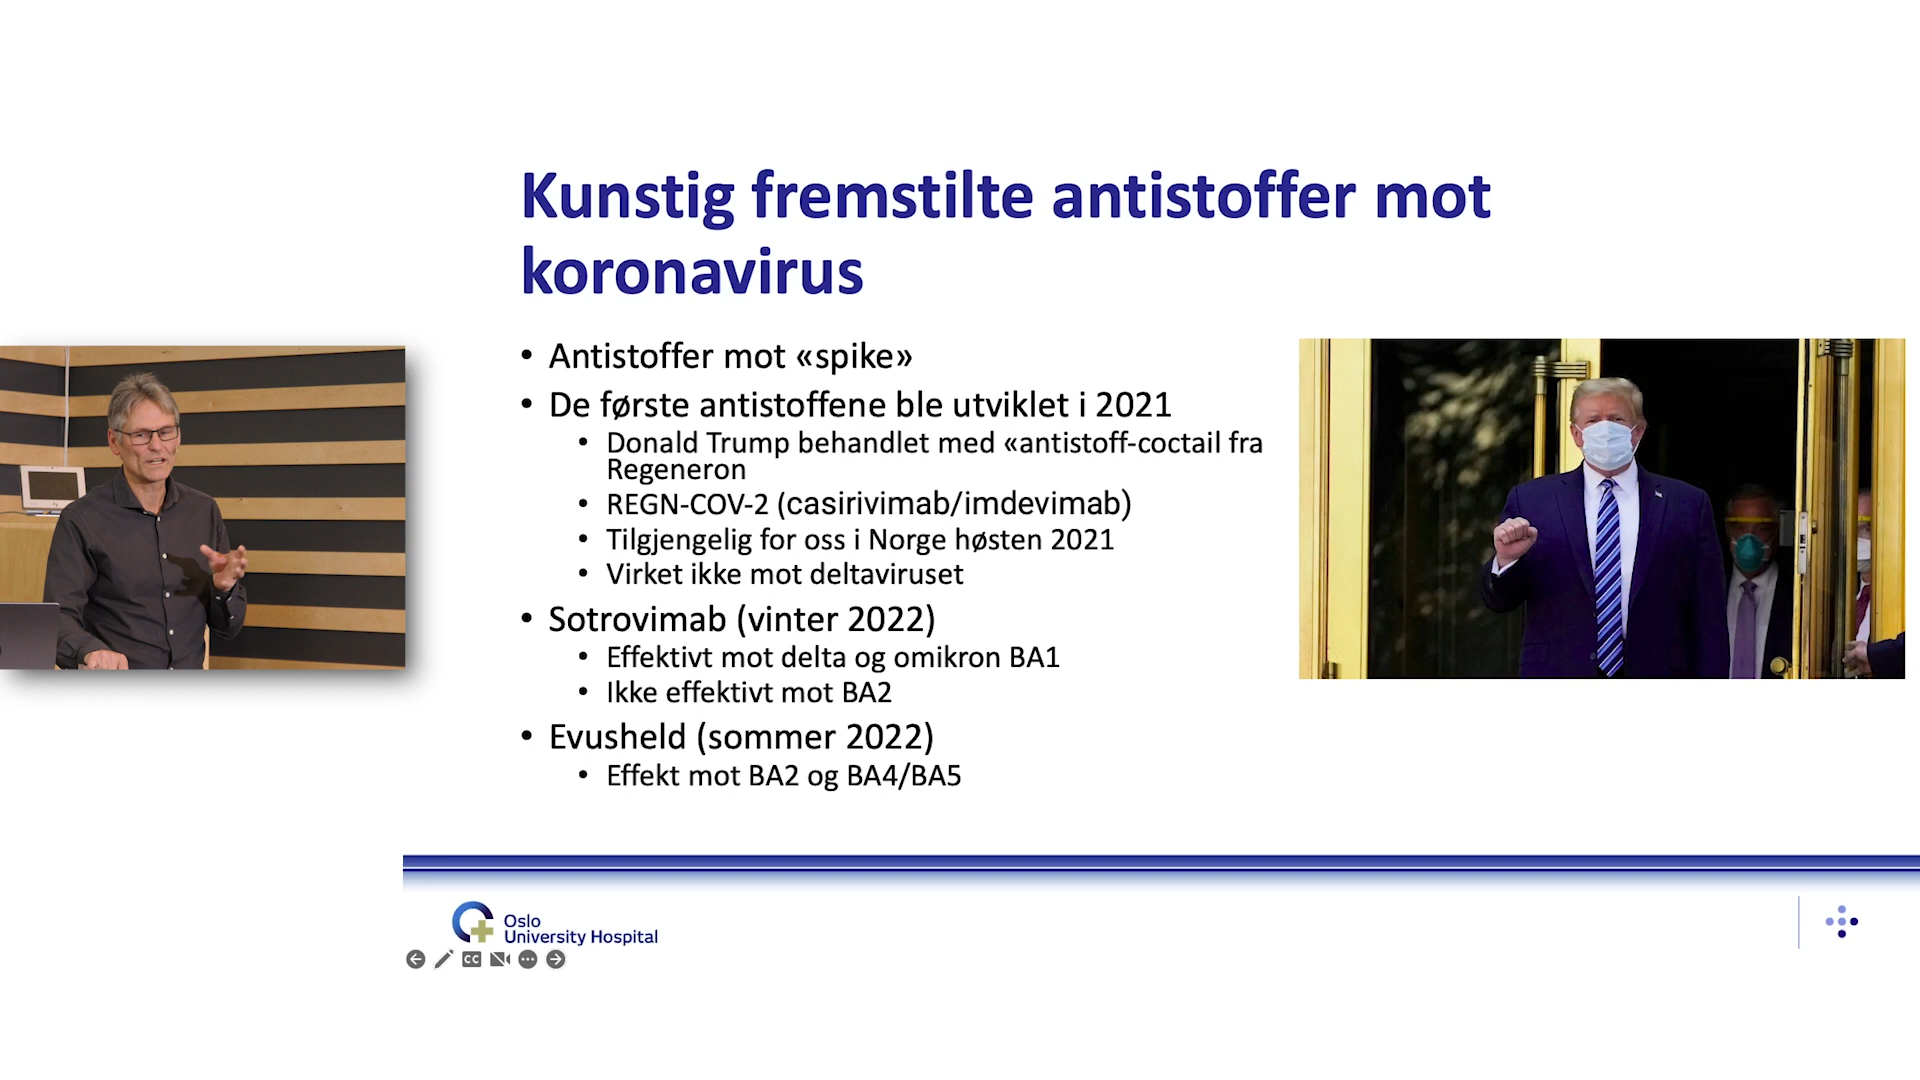 Kunstig fremstilte antistoffer mot
koronavirus
• Antistoffer mot «spike»
• De første antistoffene ble utviklet i 2021
• Donald Trump behandlet med «antistoff-coctail fra
Regeneron
• REGN-COV-2 (casirivimab/imdevimab)
• Tilgjengelig for oss i Norge høsten 2021
• Virket ikke mot deltaviruset
• Sotrovimab (vinter 2022)
• Effektivt mot delta og omikron BA1
• Ikke effektivt mot BA2
• Evusheld (sommer 2022)
• Effekt mot BA2 og BA4/BA5
Oslo
University Hospital
CC